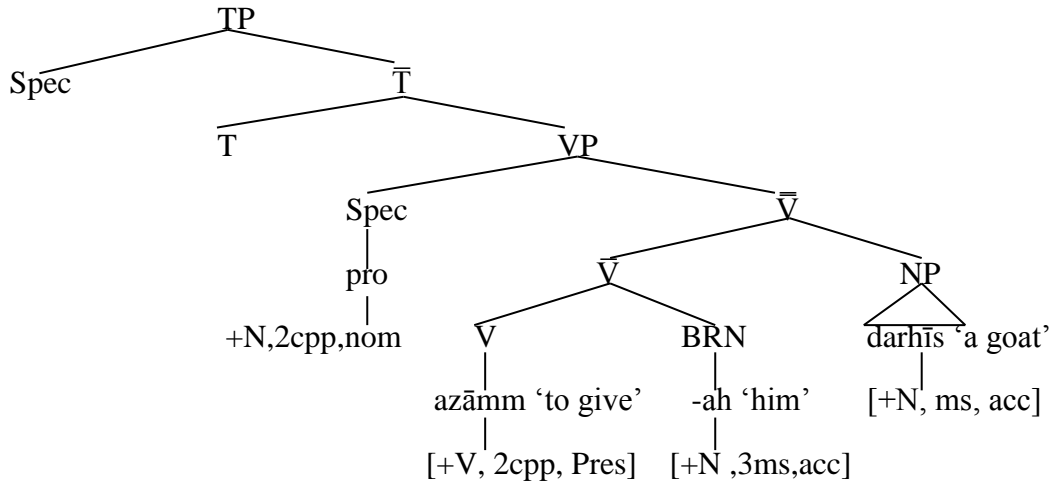 TP
Spec T̅
T VP
Spec V̿
pro V̅ NP
+N,2cpp,nom V BRN darhīs ‘a goat’
azāmm ‘to give’ -ah ‘him’ [+N, ms, acc]
[+V, 2cpp, Pres] [+N ,3ms,acc]